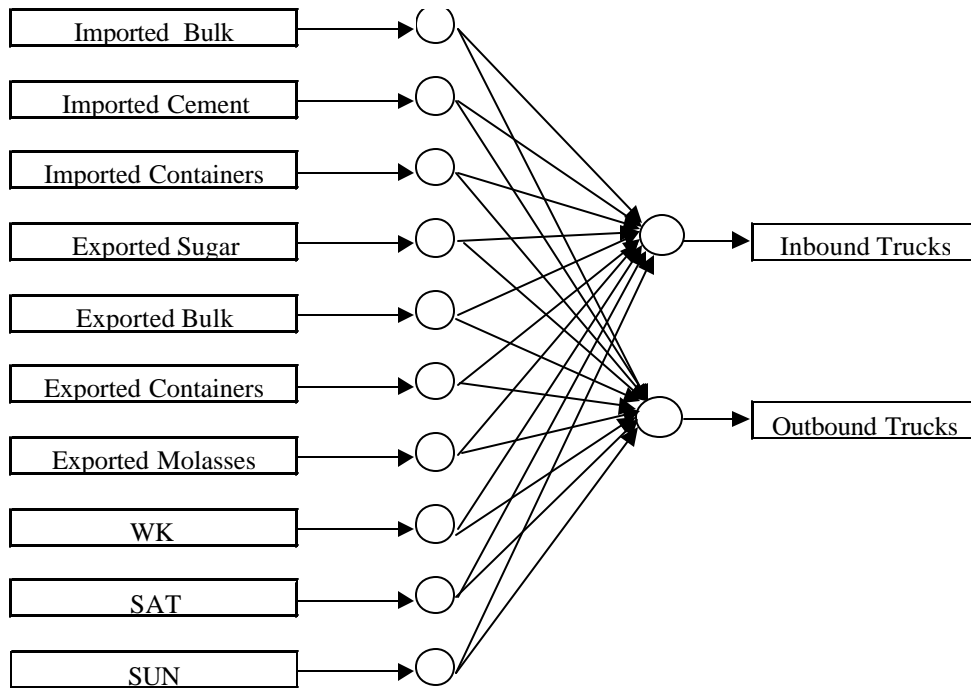 Imported Bulk
Imported Cement
Imported Containers
Exported Sugar
Inbound Trucks
Exported Bulk
Exported Containers
Outbound Trucks
Exported Molasses
WK
SAT
SUN